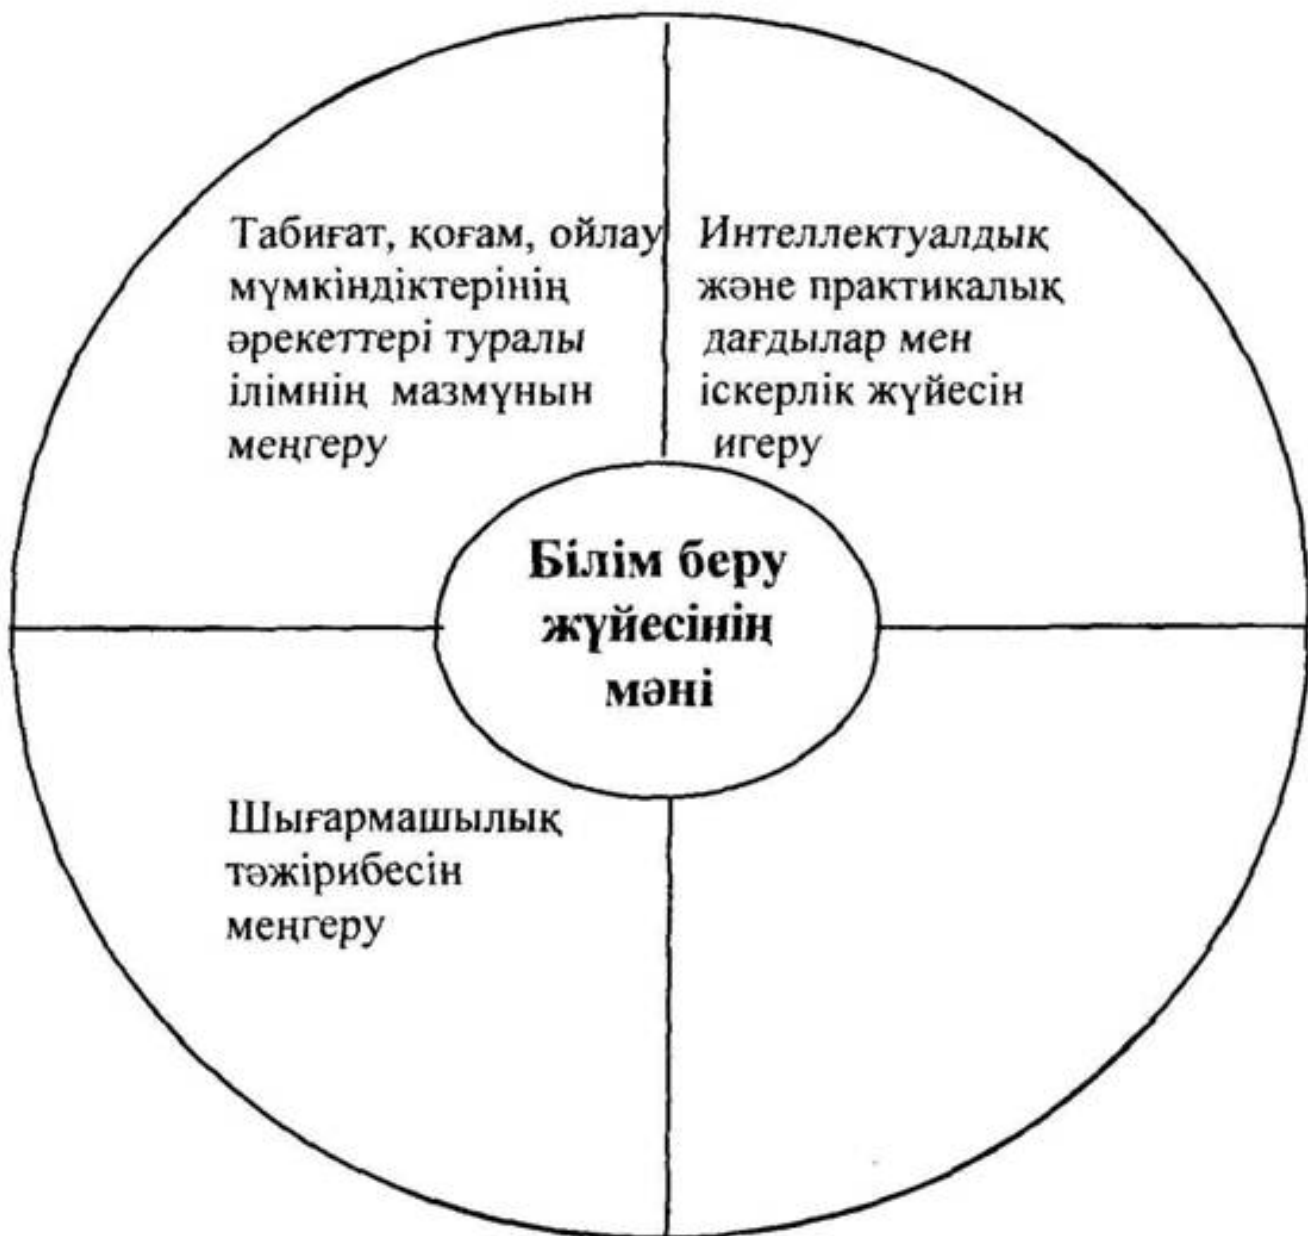 Табиғат, қоғам, ойлау
мүмкіндіктерінің
әрекеттері туралы
ілімнің мазмүнын
меңгеру
Интеллектуалдық
және практикалық
дағдылар мен
іскерлік жүйесін
игеру
Білім беру
жүйесінің
мәні
Шығармашылық
тәжірибесін
меңгеру